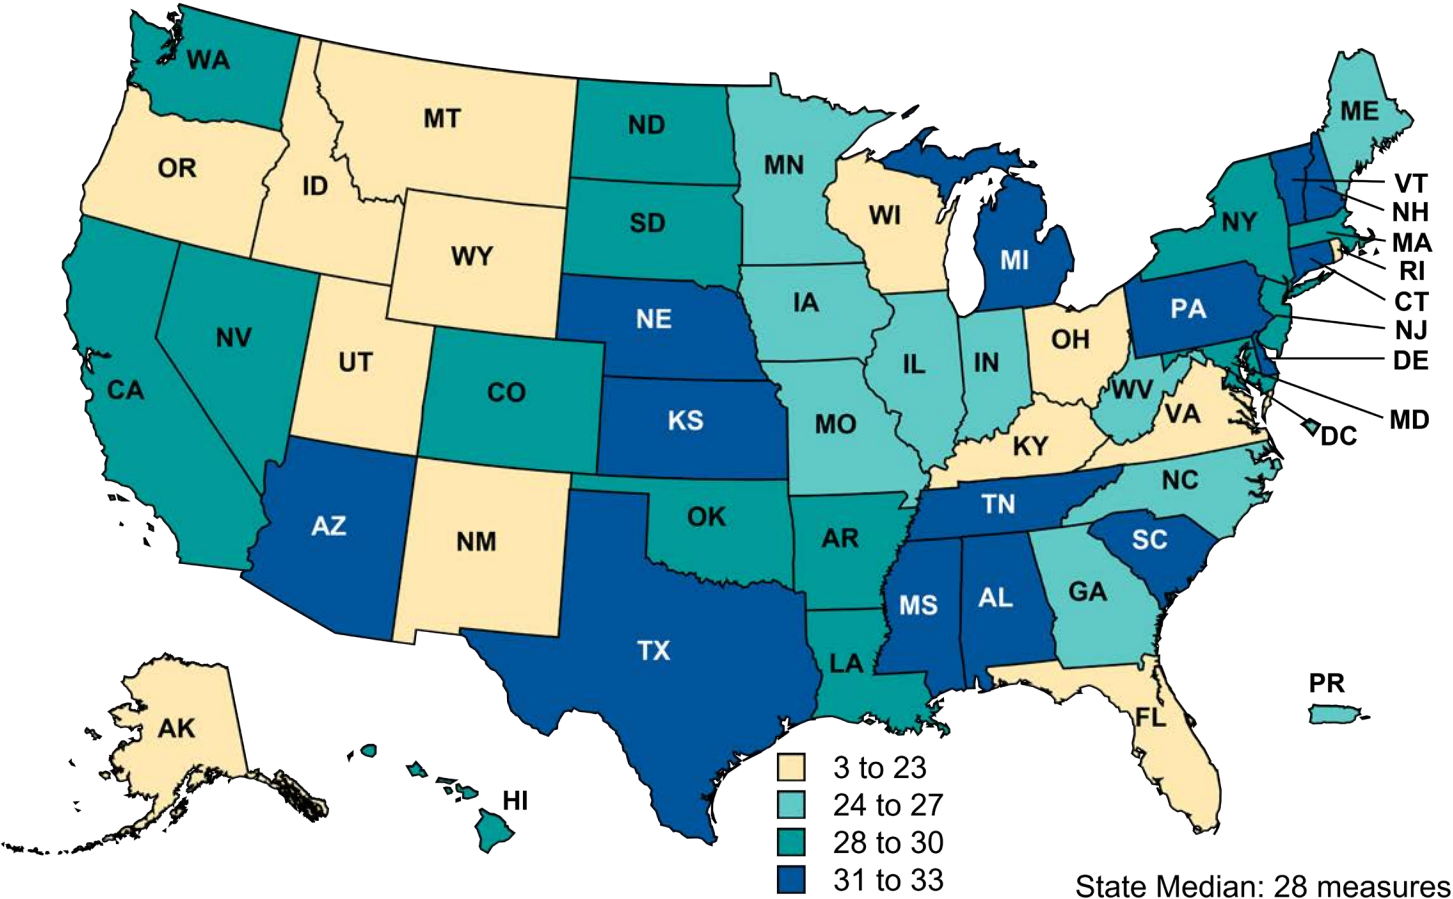 WA
ME
MT
ND
MN
OR
ID
VT
WI
NH
SD
NY
MA
WY
MI
RI
IA
CT
PA
NE
NJ
NV
OH
DE
UT
IL
IN
CA
CO
WV
VA
MD
KS
MO
DC
KY
NC
TN
OK
AZ
AR
SC
NM
GA
MS
AL
TX
LA
PR
FL
AK
3 to 23
HI
24 to 27
28 to 30
31 to 33
State Median: 28 measures